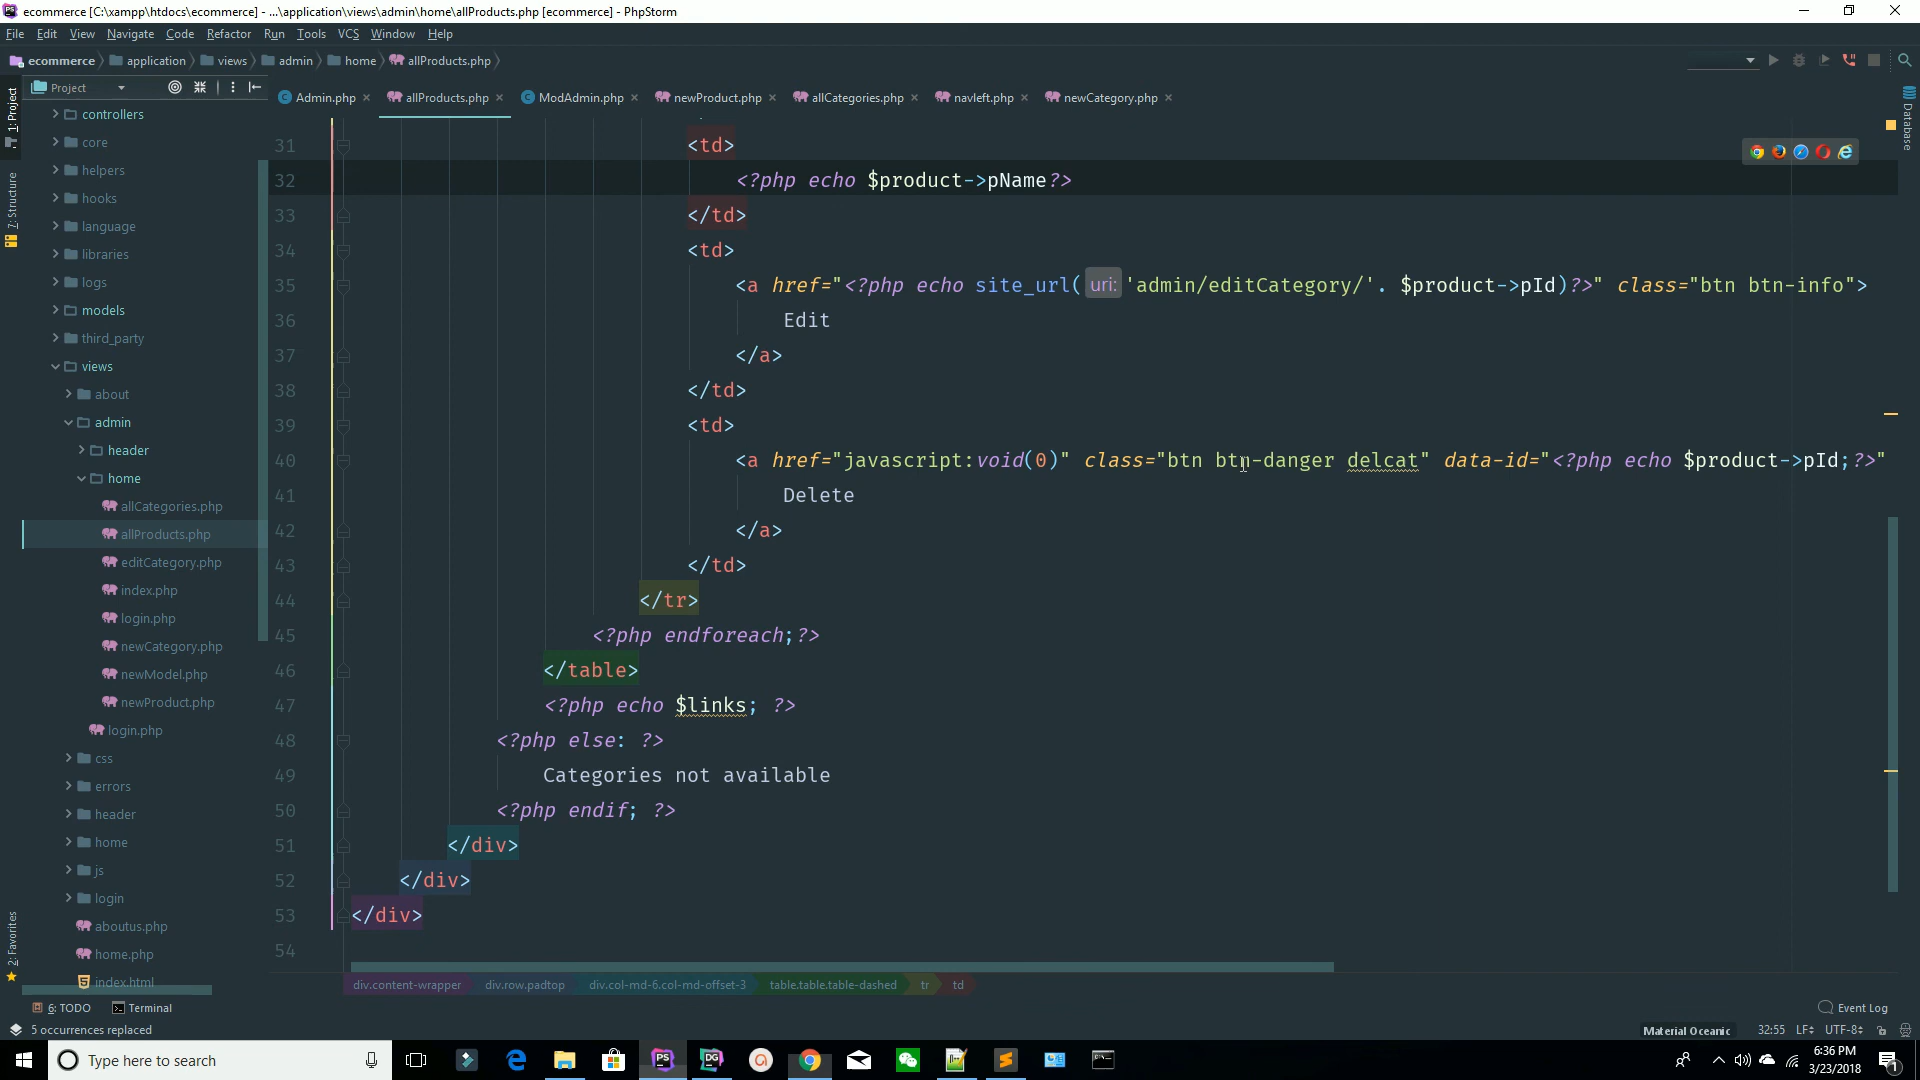 ecommerce [C:\xampp\htdocs\ecommerce] - ...\application\views\admin\home\allProducts.php [ecommerce] - PhpStorm
File Edit View Navigate Code Refactor Run Tools VCS Window Help
ecommerce application views admin home allProducts.php
Project
Admin.php allProducts.php ModAdmin.php newProduct.php allCategories.php navleft.php newCategory.php
1: Project
7: Structure
2: Favorites
Database
controllers
core
helpers
hooks
language
libraries
logs
models
third_party
views
about
admin
header
home
allCategories.php
allProducts.php
editCategory.php
index.php
login.php
newCategory.php
newModel.php
newProduct.php
login.php
css
errors
header
home
js
login
aboutus.php
home.php
index.html
31 <td>
32 <?php echo $product->pName?>
33 </td>
34 <td>
35 <a href="<?php echo site_url( uri: 'admin/editCategory/'. $product->pId)?>" class="btn btn-info">
36 Edit
37 </a>
38 </td>
39 <td>
40 <a href="javascript:void(0)" class="btn btn-danger delcat" data-id="<?php echo $product->pId;?>"
41 Delete
42 </a>
43 </td>
44 </tr>
45 <?php endforeach;?>
46 </table>
47 <?php echo $links; ?>
48 <?php else: ?>
49 Categories not available
50 <?php endif; ?>
51 </div>
52 </div>
53 </div>
54
div.content-wrapper div.row.padtop div.col-md-6.col-md-offset-3 table.table.table-dashed tr td
6: TODO Terminal Event Log
5 occurrences replaced Material Oceanic 32:55 LF UTF-8
Type here to search
6:36 PM
3/23/2018
1